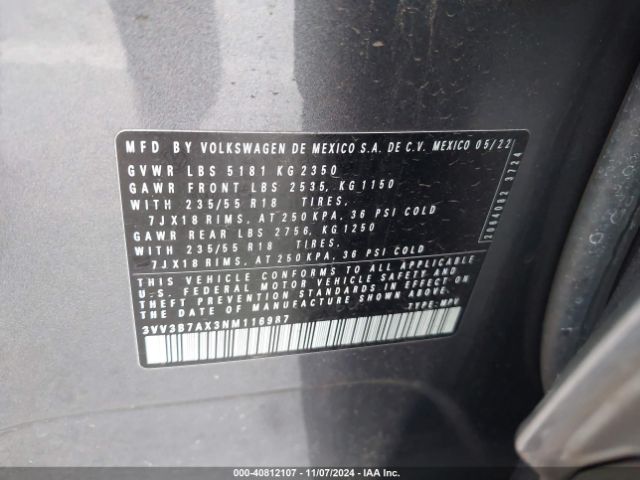 MFD BY VOLKSWAGEN DE MEXICO S.A. DE C.V. MEXICO 05/22
GVWR LBS 5181 KG 2350
GAWR FRONT LBS 2535, KG 1150
WITH 235/55 R18 TIRES,
7JX18 RIMS, AT 250 KPA, 36 PSI COLD
GAWR REAR LBS 2756, KG 1250
WITH 235/55 R18 TIRES,
7JX18 RIMS, AT 250 KPA, 36 PSI COLD
THIS VEHICLE CONFORMS TO ALL APPLICABLE
U.S. FEDERAL MOTOR VEHICLE SAFETY AND
THEFT PREVENTION STANDARDS IN EFFECT ON
THE DATE OF MANUFACTURE SHOWN ABOVE.
3VV3B7AX3NM116987 TYPE: MPV
000-40812107 - 11/07/2024 - IAA Inc.